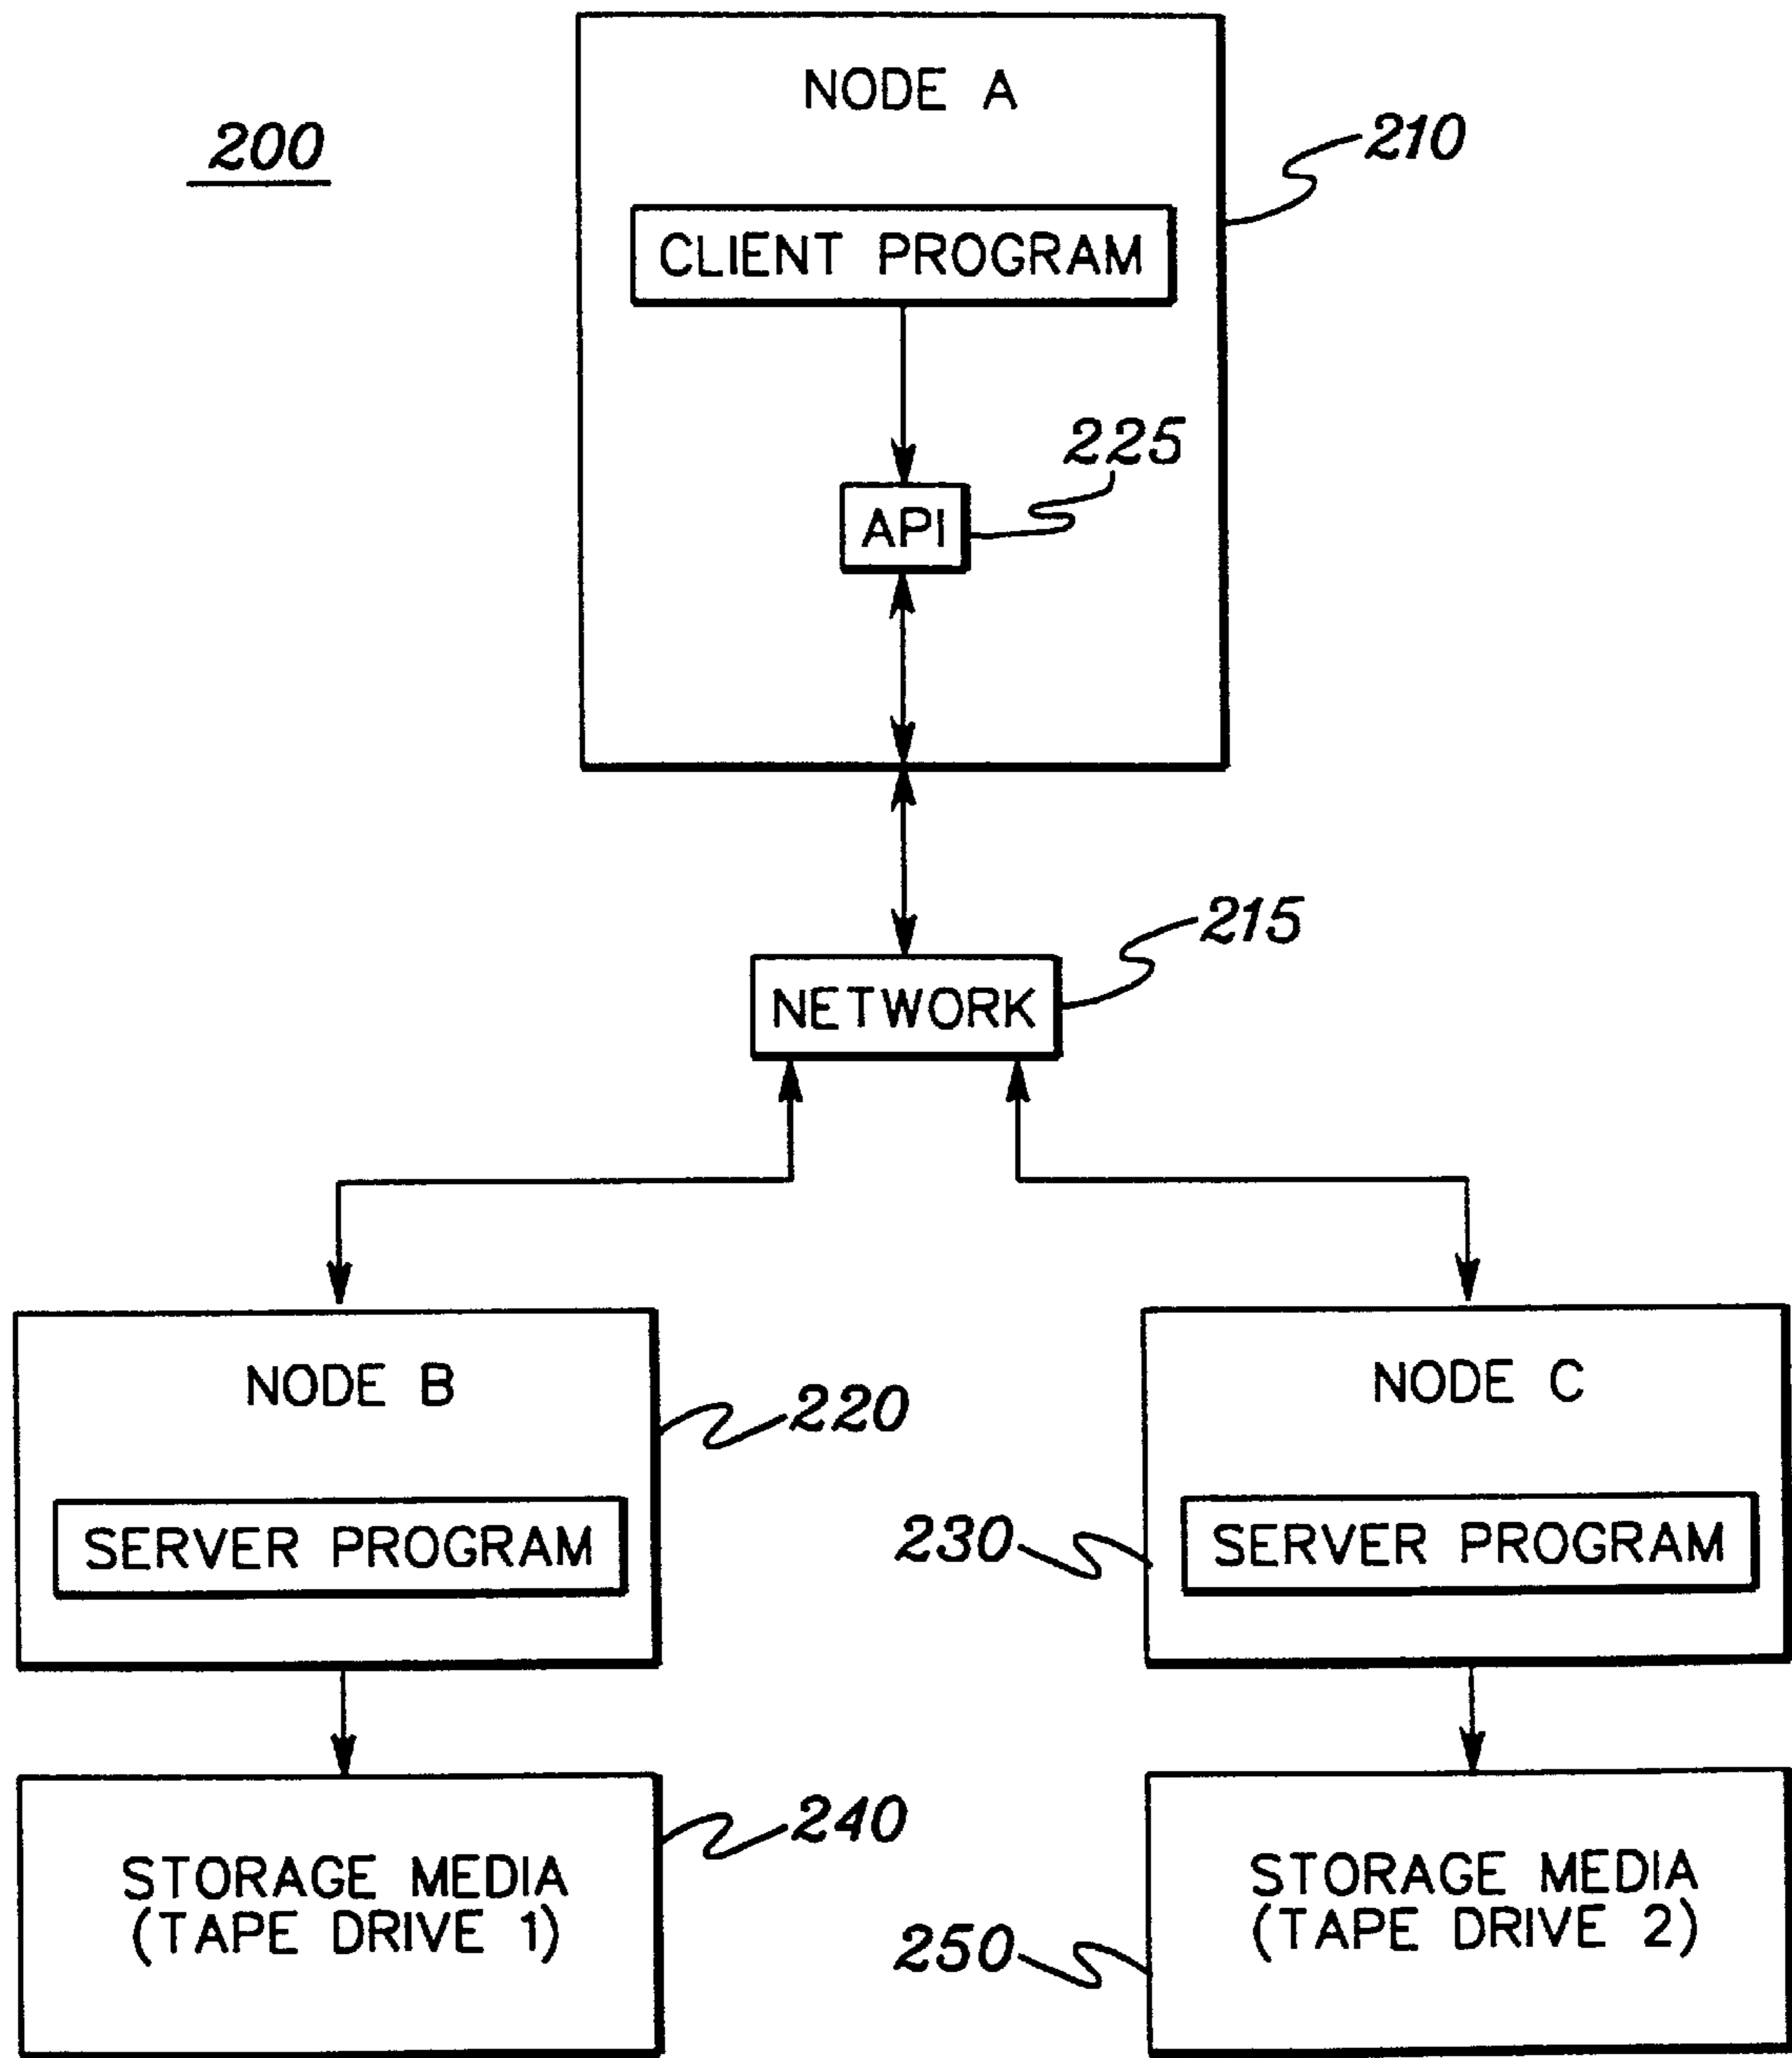 NODE A
200
210
CLIENT PROGRAM
225
API
215
NETWORK
NODE B
NODE C
220
SERVER PROGRAM
230
SERVER PROGRAM
240
STORAGE MEDIA
(TAPE DRIVE 1)
250
STORAGE MEDIA
(TAPE DRIVE 2)